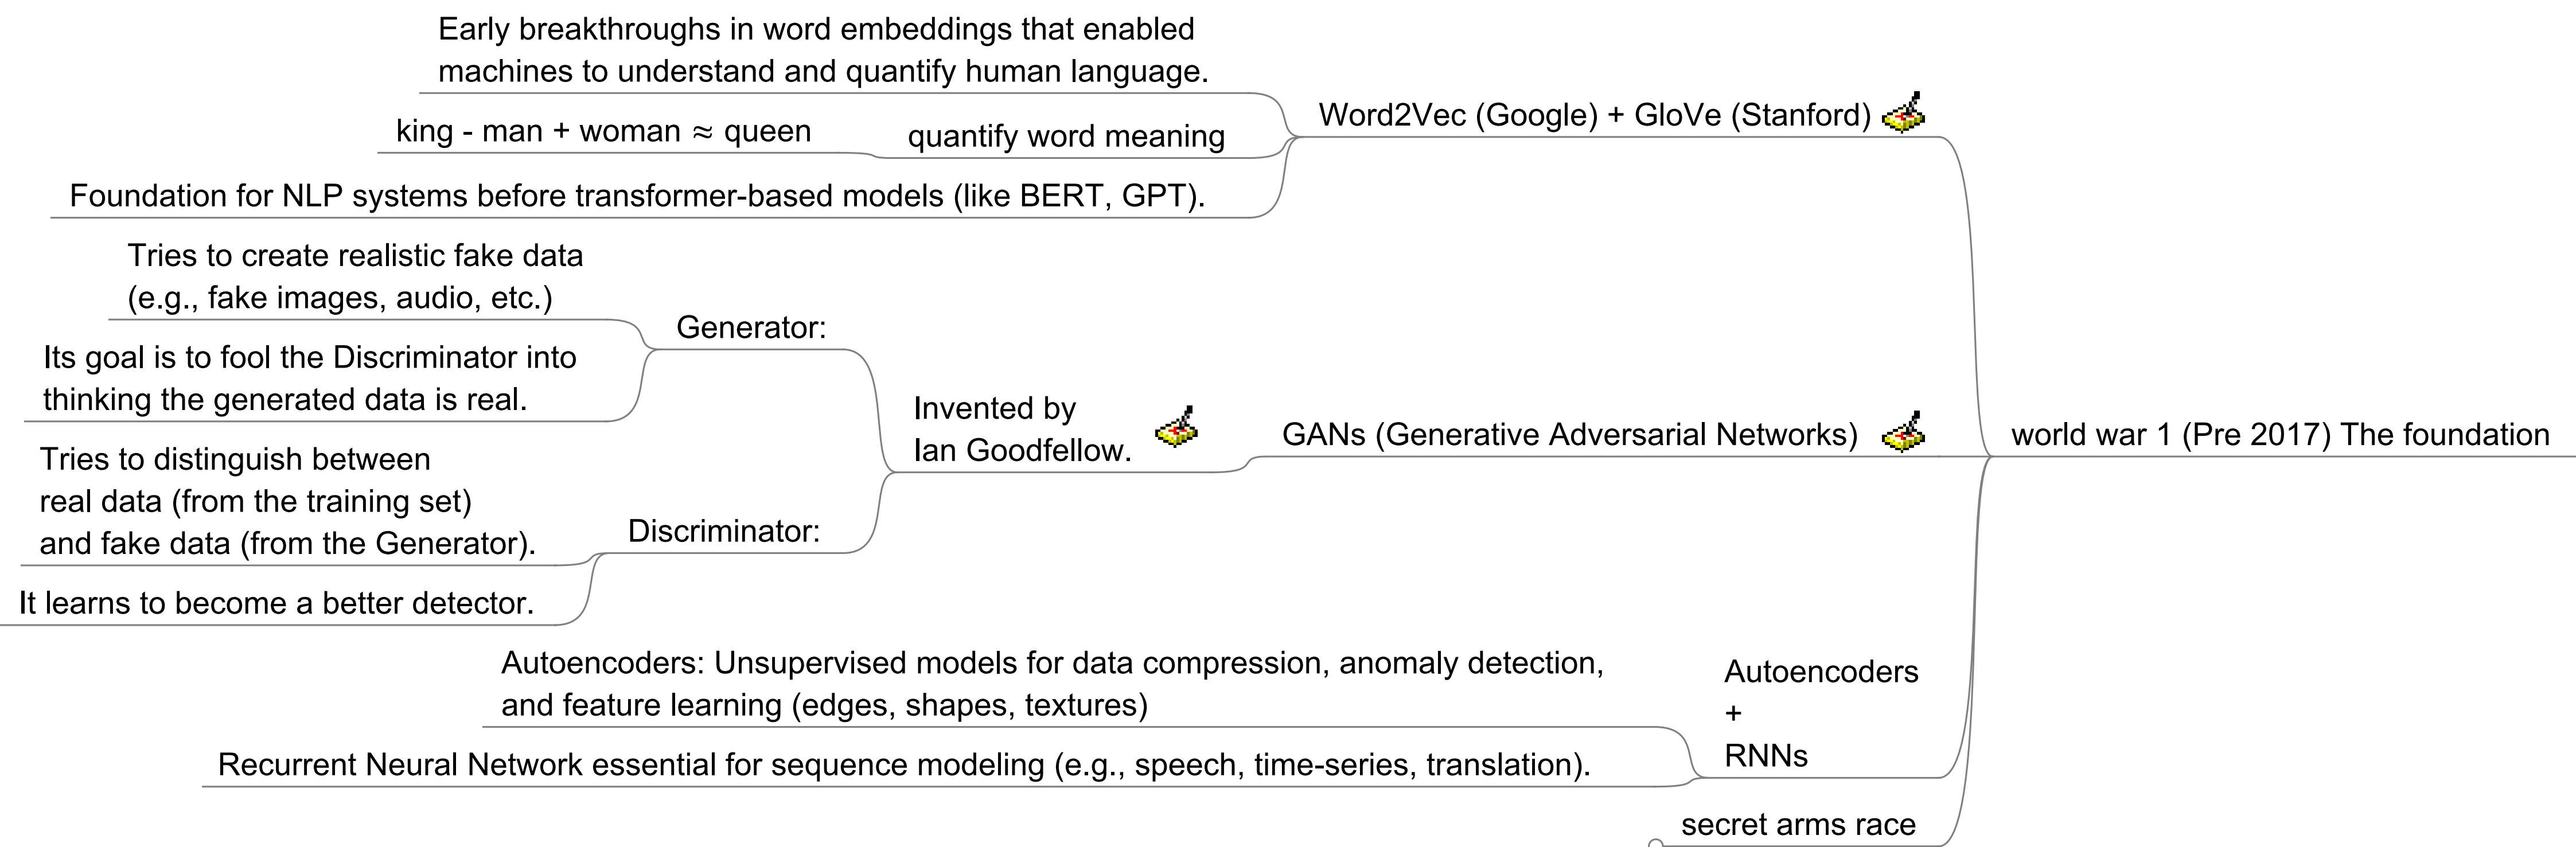 Early breakthroughs in word embeddings that enabled
machines to understand and quantify human language.
Word2Vec (Google) + GloVe (Stanford)
king - man + woman ≈ queen
quantify word meaning
Foundation for NLP systems before transformer-based models (like BERT, GPT).
Tries to create realistic fake data
(e.g., fake images, audio, etc.)
Generator:
Its goal is to fool the Discriminator into
thinking the generated data is real.
Invented by
Ian Goodfellow.
GANs (Generative Adversarial Networks)
world war 1 (Pre 2017) The foundation
Tries to distinguish between
real data (from the training set)
and fake data (from the Generator).
Discriminator:
It learns to become a better detector.
Autoencoders: Unsupervised models for data compression, anomaly detection,
and feature learning (edges, shapes, textures)
Autoencoders
+
RNNs
Recurrent Neural Network essential for sequence modeling (e.g., speech, time-series, translation).
secret arms race